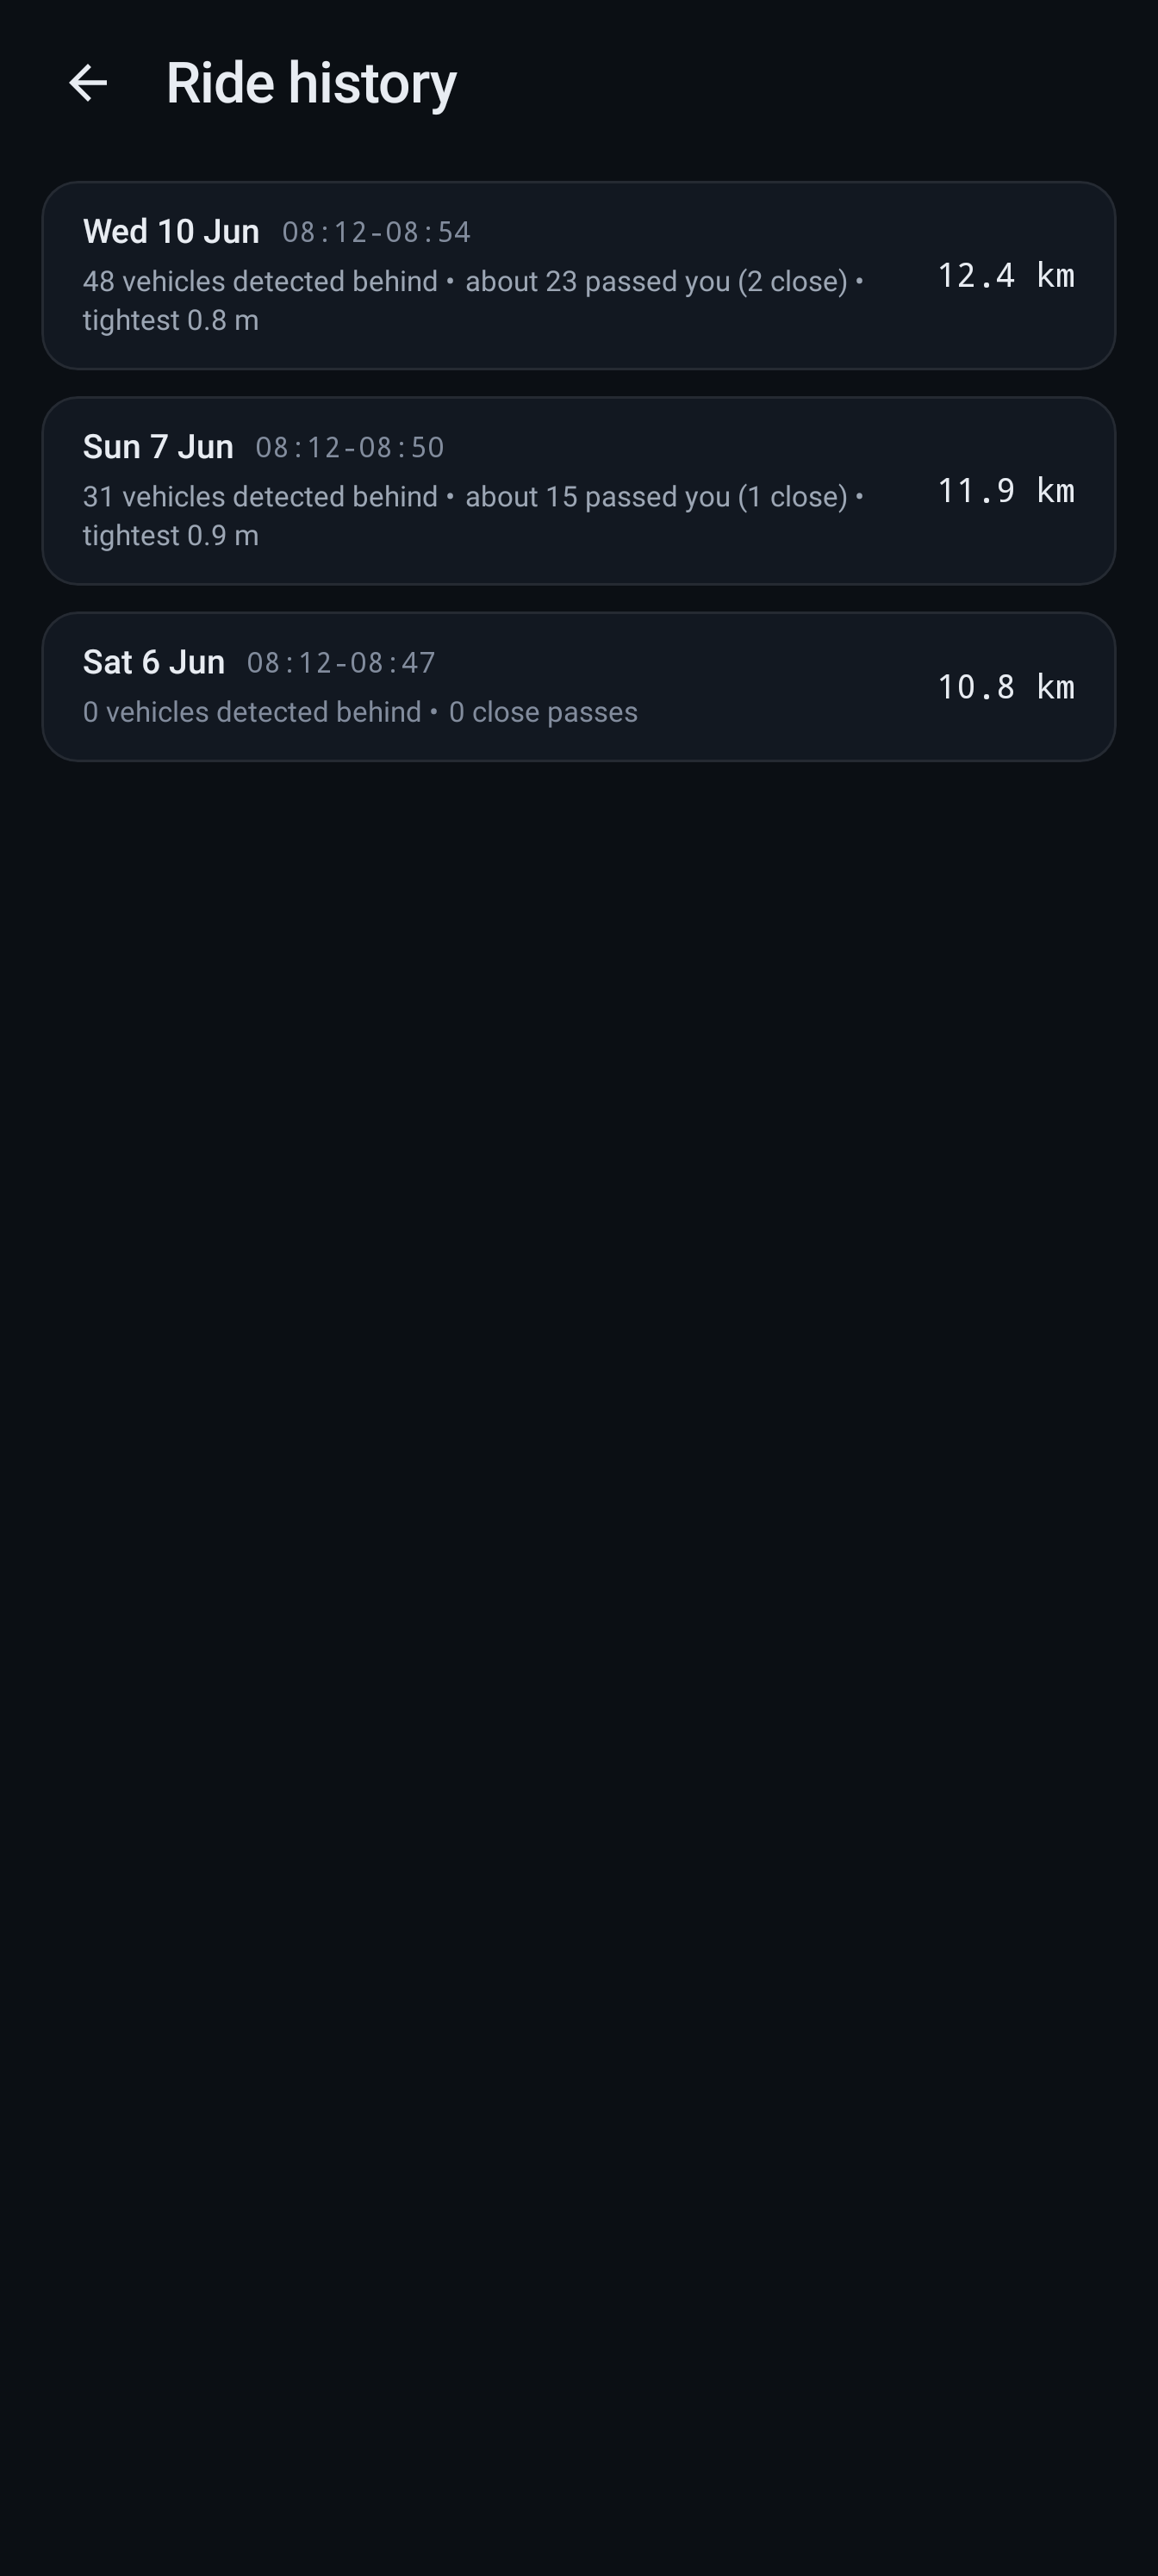 Ride history
Wed 10 Jun 08:12-08:54
48 vehicles detected behind • about 23 passed you (2 close) •
tightest 0.8 m
12.4 km
Sun 7 Jun 08:12-08:50
31 vehicles detected behind • about 15 passed you (1 close) •
tightest 0.9 m
11.9 km
Sat 6 Jun 08:12-08:47
0 vehicles detected behind • 0 close passes
10.8 km